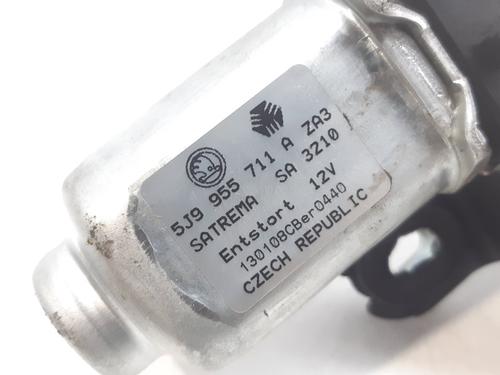 5J9 955 711 A ZA3
SATREMA SA 3210
Entstort 12V
130108CBer0440
CZECH REPUBLIC